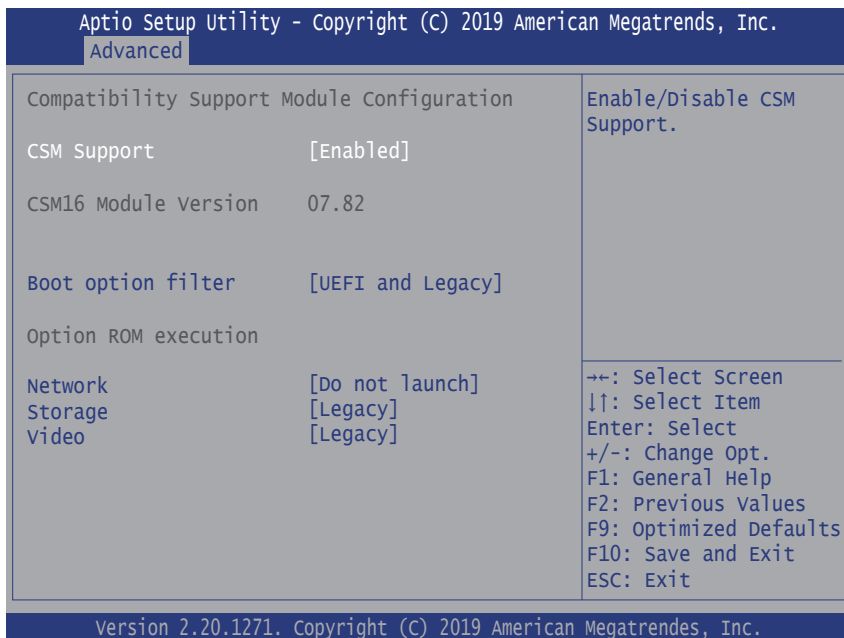 Aptio Setup Utility - Copyright (C) 2019 American Megatrends, Inc.
Advanced
Compatibility Support Module Configuration
CSM Support [Enabled]
CSM16 Module Version 07.82
Boot option filter [UEFI and Legacy]
Option ROM execution
Network [Do not launch]
Storage [Legacy]
Video [Legacy]
Enable/Disable CSM
Support.
→←: Select Screen
↓↑: Select Item
Enter: Select
+/-: Change Opt.
F1: General Help
F2: Previous Values
F9: Optimized Defaults
F10: Save and Exit
ESC: Exit
Version 2.20.1271. Copyright (C) 2019 American Megatrendes, Inc.